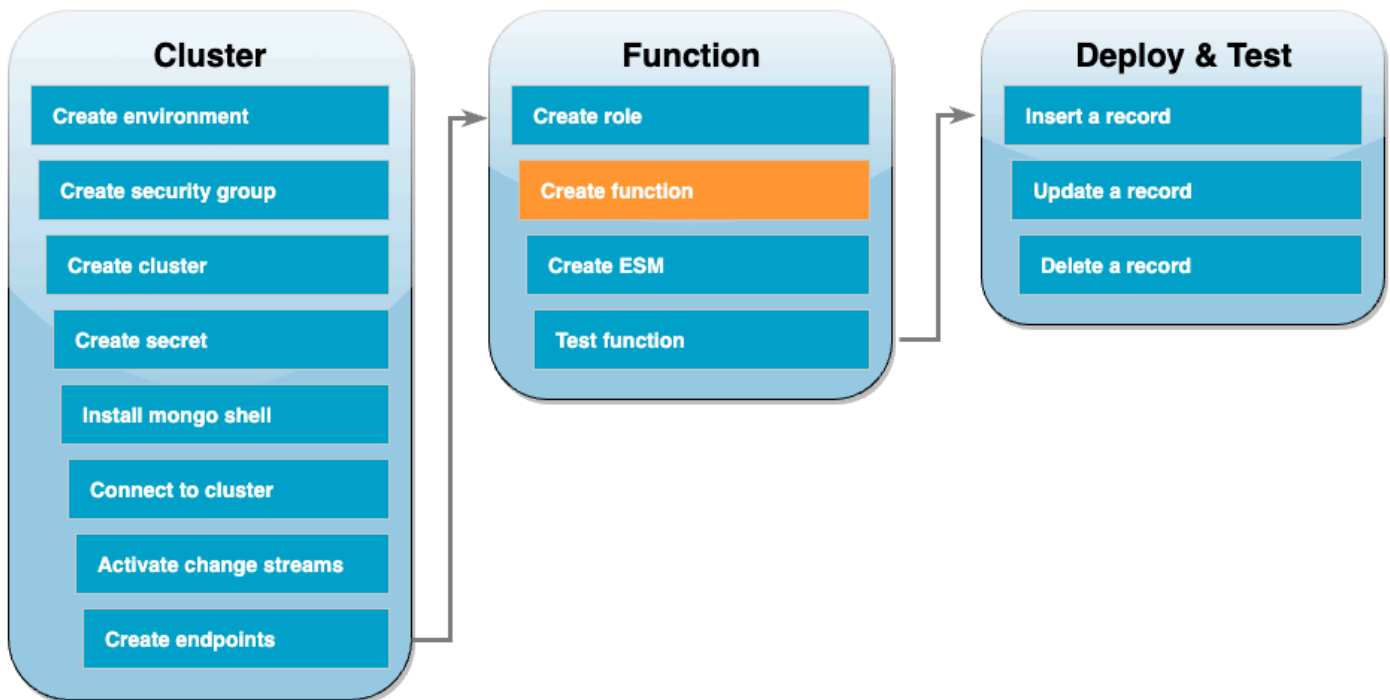 Cluster
Create environment
Create security group
Create cluster
Create secret
Install mongo shell
Connect to cluster
Activate change streams
Create endpoints
Function
Create role
Create function
Create ESM
Test function
Deploy & Test
Insert a record
Update a record
Delete a record